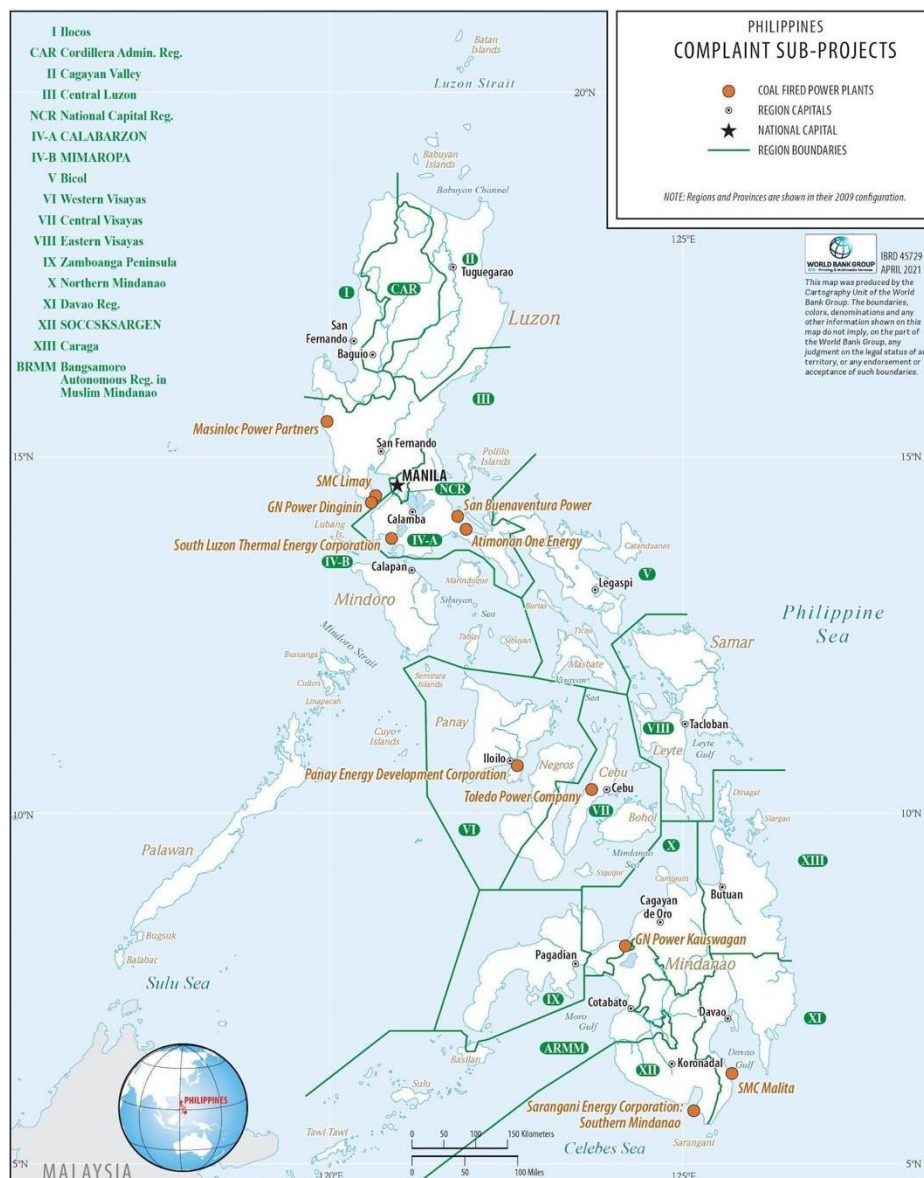 I Ilocos
CAR Cordillera Admin. Reg.
II Cagayan Valley
III Central Luzon
NCR National Capital Reg.
IV-A CALABARZON
IV-B MIMAROPA
V Bicol
VI Western Visayas
VII Central Visayas
VIII Eastern Visayas
IX Zamboanga Peninsula
X Northern Mindanao
XI Davao Reg.
XII SOCCSKSARGEN
XIII Caraga
BRMM Bangsamoro
Autonomous Reg. in
Muslim Mindanao
PHILIPPINES
COMPLAINT SUB-PROJECTS
COAL FIRED POWER PLANTS
REGION CAPITALS
NATIONAL CAPITAL
REGION BOUNDARIES
NOTE: Regions and Provinces are shown in their 2009 configuration.
WORLD BANK GROUP
IBRD 45729
APRIL 2021
This map was produced by the
Cartography Unit of the World
Bank Group. The boundaries,
colors, denominations and any
other information shown on this
map do not imply, on the part of
the World Bank Group, any
judgment on the legal status of an
territory, or any endorsement or
acceptance of such boundaries.
Batan
Islands
Luzon Strait
20°N
Babuyan
Islands
Babuyan Channel
125°E
II
Tuguegarao
I
CAR
Luzon
San
Fernando
Baguio
III
Masinloc Power Partners
San Fernando
15°N
15°N
Polillo
Islands
SMC Limay
MANILA
NCR
GN Power Dinginin
San Buenaventura Power
Lubang
Is.
Calamba
South Luzon Thermal Energy Corporation
IV-A
Atimonan One Energy
Catanduanes
IV-B
Calapan
Marinduque
V
Mindoro
Sibuyan
Sea
Legaspi
Burias
Philippine
Sea
Mindoro Strait
Tablas
Sibuyan
Ticao
Masbate
Samar
Busuanga
Culion
Linapacan
Semirara
Islands
Visayan
Sea
Panay
VIII
Tacloban
Cuyo
Islands
Leyte
Leyte
Gulf
Iloilo
Negros
Cebu
Panay Energy Development Corporation
Toledo Power Company
Cebu
Dinagat
10°N
10°N
VII
Bohol
Siargao
VI
Palawan
Mindanao
Sea
X
XIII
Siquijor
Camiguin
Butuan
Cagayan
de Oro
Bugsuk
Balabac
GN Power Kauswagan
Pagadian
Mindanao
Sulu Sea
IX
Cotabato
Davao
XI
Moro
Gulf
ARMM
Basilan
XII
Koronadal
Davao
Gulf
SMC Malita
PHILIPPINES
Sulu
Sarangani Energy Corporation:
Southern Mindanao
Tawi Tawi
Sarangani
0 50 100 150 Kilometers
0 50 100 Miles
Celebes Sea
5°N
5°N
MALAYSIA
120°E
125°E